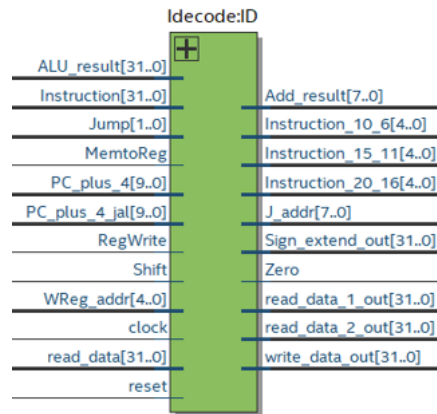 Idecode:ID
ALU_result[31..0]
Instruction[31..0]
Jump[1..0]
MemtoReg
PC_plus_4[9..0]
PC_plus_4_jal[9..0]
RegWrite
Shift
WReg_addr[4..0]
clock
read_data[31..0]
reset
Add_result[7..0]
Instruction_10_6[4..0]
Instruction_15_11[4..0]
Instruction_20_16[4..0]
J_addr[7..0]
Sign_extend_out[31..0]
Zero
read_data_1_out[31..0]
read_data_2_out[31..0]
write_data_out[31..0]